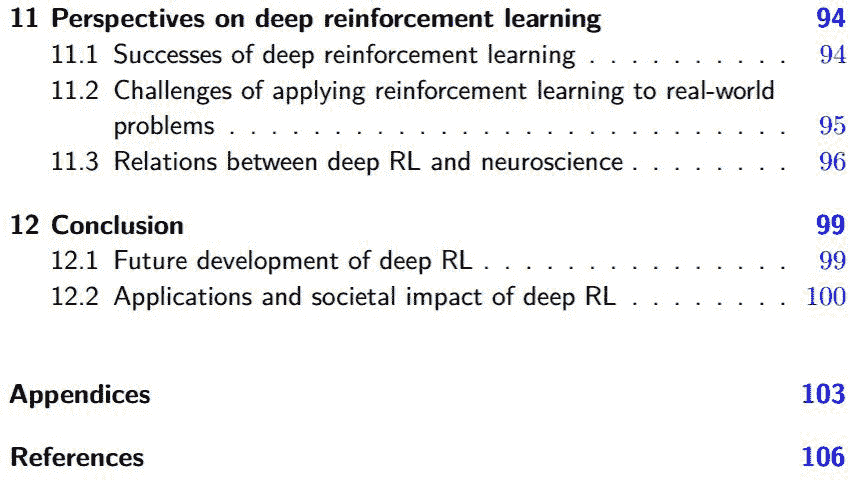 11 Perspectives on deep reinforcement learning 94
11.1 Successes of deep reinforcement learning . . . . . . . . . . 94
11.2 Challenges of applying reinforcement learning to real-world
problems . . . . . . . . . . . . . . . . . . . . . . . . . . . 95
11.3 Relations between deep RL and neuroscience . . . . . . . . 96
12 Conclusion 99
12.1 Future development of deep RL . . . . . . . . . . . . . . . 99
12.2 Applications and societal impact of deep RL . . . . . . . . 100
Appendices 103
References 106